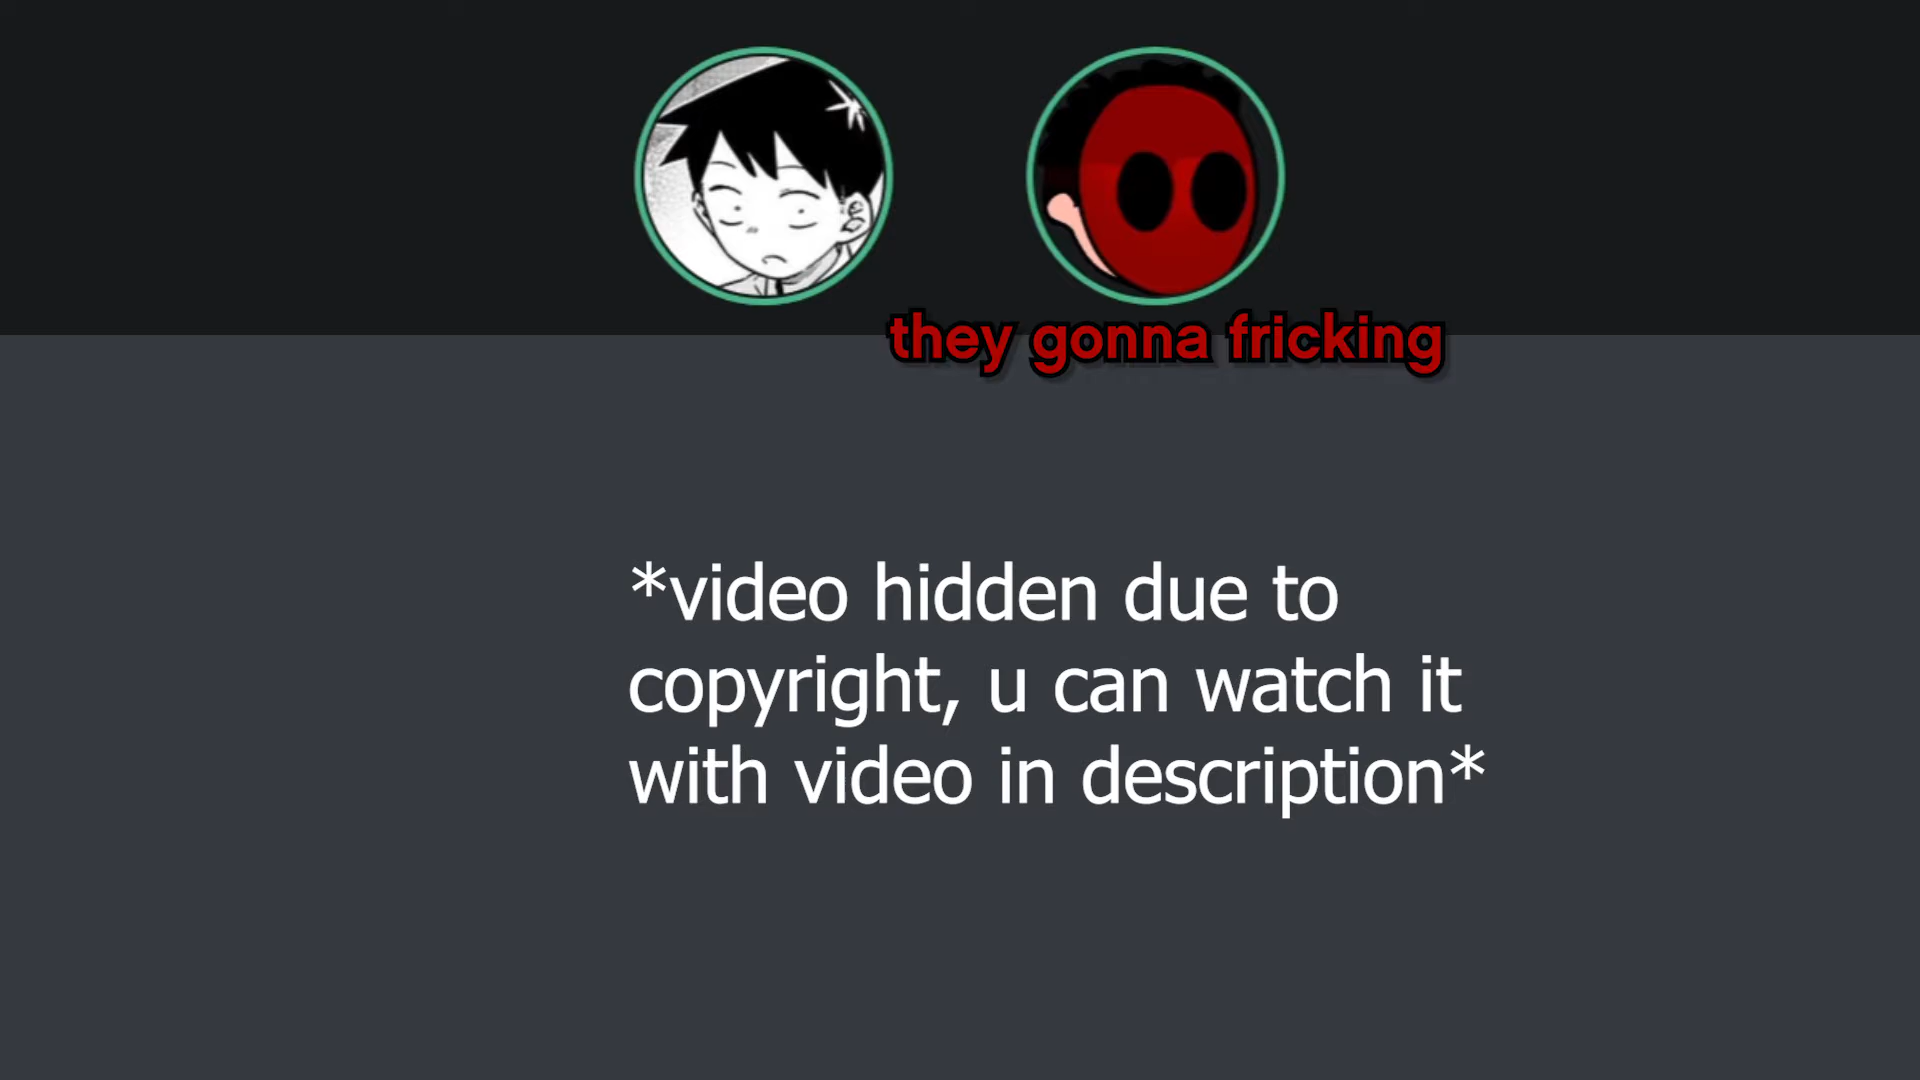 they gonna fricking
*video hidden due to
copyright, u can watch it
with video in description*